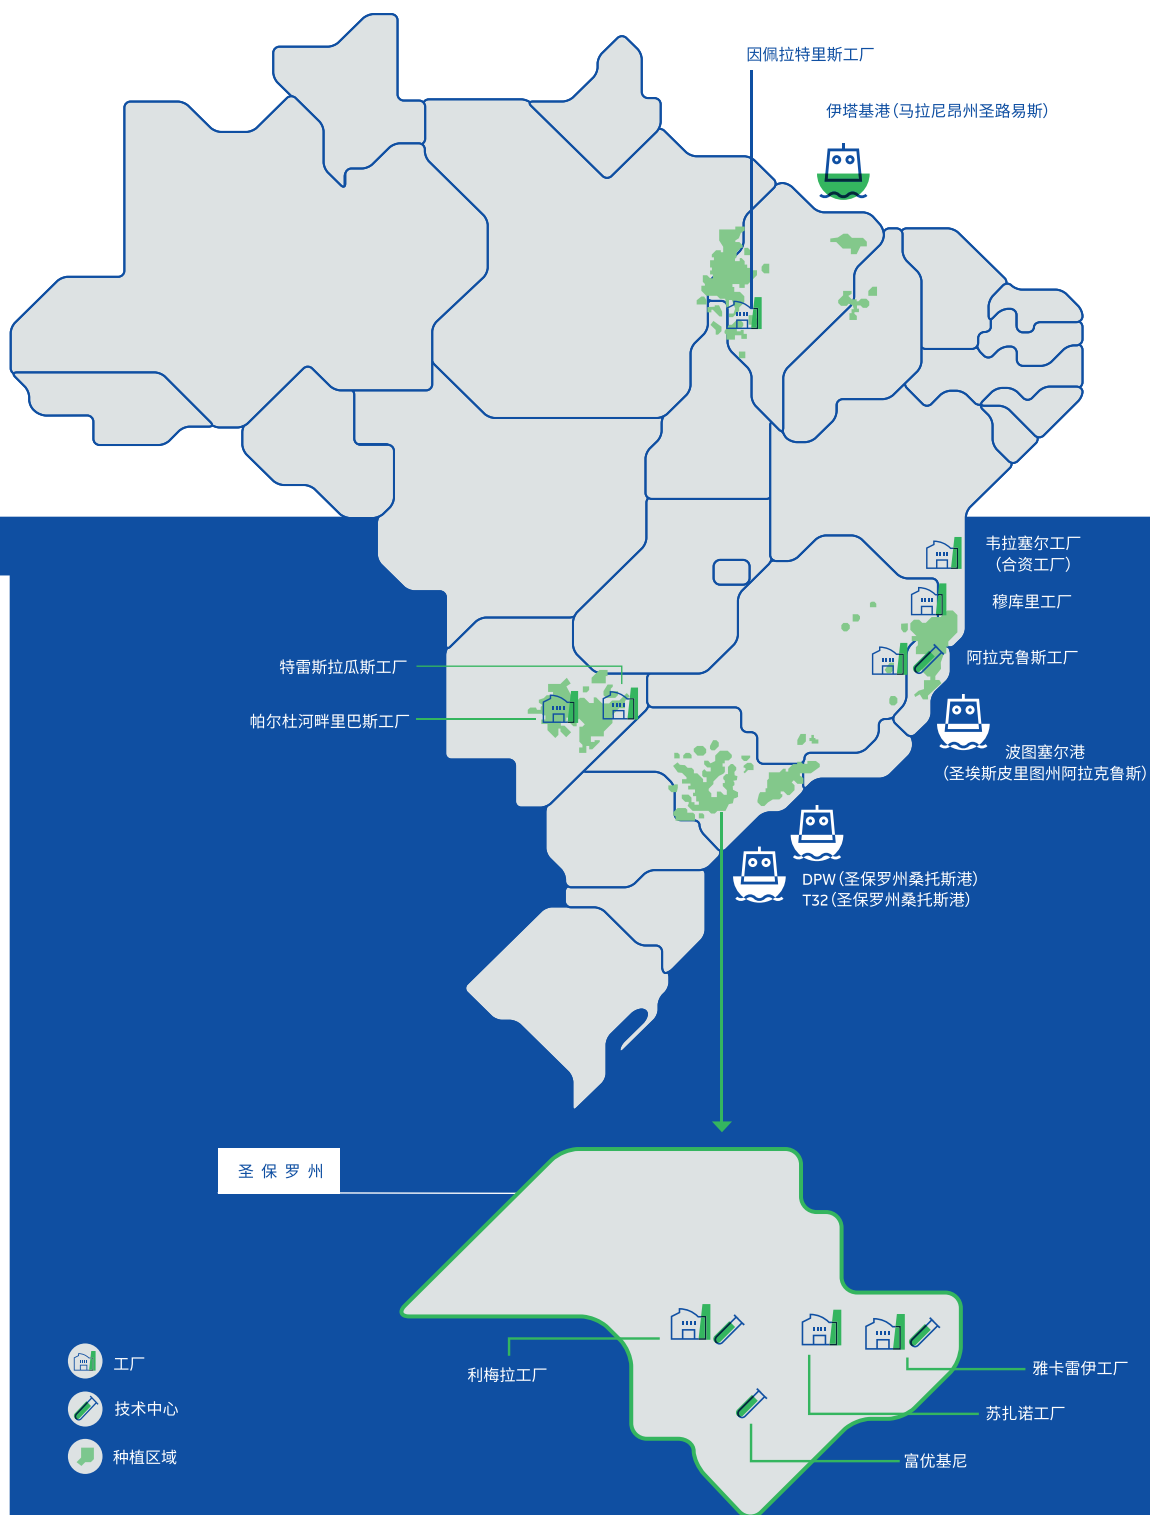 因佩拉特里斯工厂
伊塔基港(马拉尼昂州圣路易斯)
韦拉塞尔工厂
(合资工厂)
穆库里工厂
阿拉克鲁斯工厂
特雷斯拉瓜斯工厂
帕尔杜河畔里巴斯工厂
波图塞尔港
(圣埃斯皮里图州阿拉克鲁斯)
DPW(圣保罗州桑托斯港)
T32(圣保罗州桑托斯港)
圣保罗州
利梅拉工厂
雅卡雷伊工厂
苏扎诺工厂
富优基尼
工厂
技术中心
种植区域